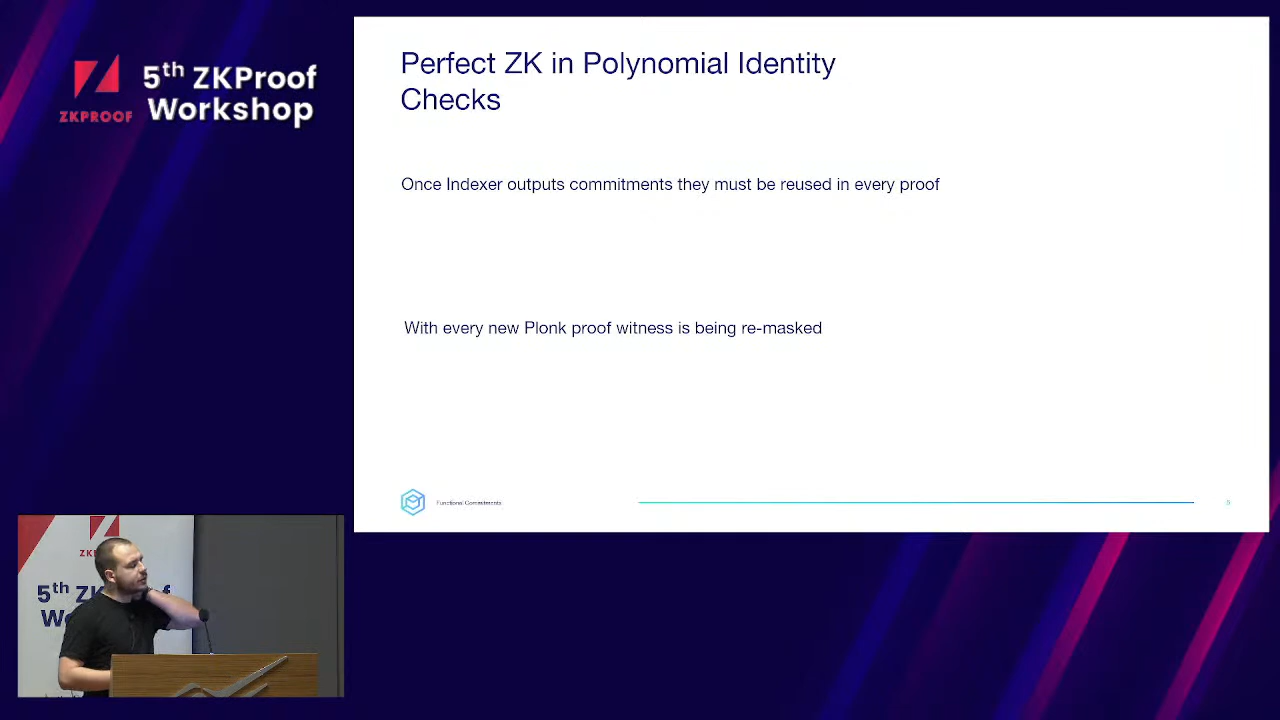 5th ZKProof
Workshop
ZKPROOF
Perfect ZK in Polynomial Identity
Checks
Once Indexer outputs commitments they must be reused in every proof
With every new Plonk proof witness is being re-masked
Functional Commitments
5th ZK